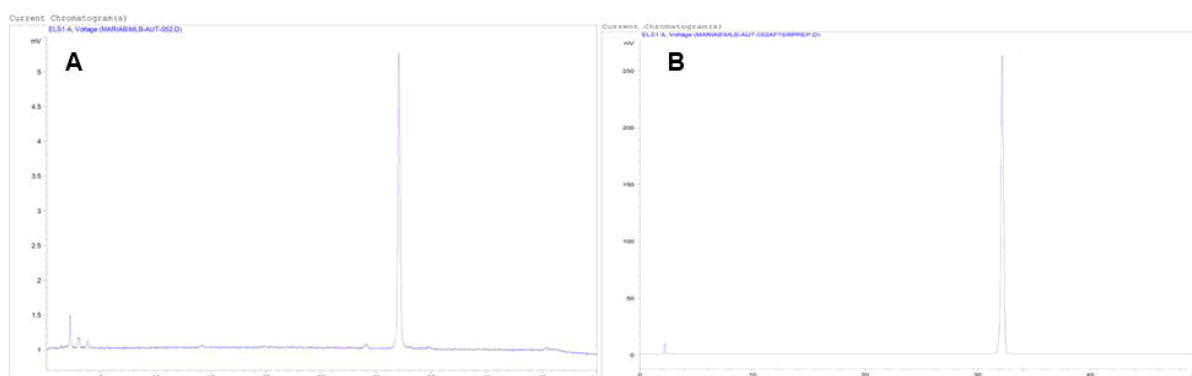 Current Chromatogram(s)
ELS1 A, Voltage (MARIAB\MLB-AUT-052.D)
mV
A
5
4.5
4
3.5
3
2.5
2
1.5
1
Current Chromatogram(s)
ELS1 A, Voltage (MARIAB\MLB-AUT-052AFTERPREP.D)
mV
B
250
200
150
100
50
0
0
10
20
30
40